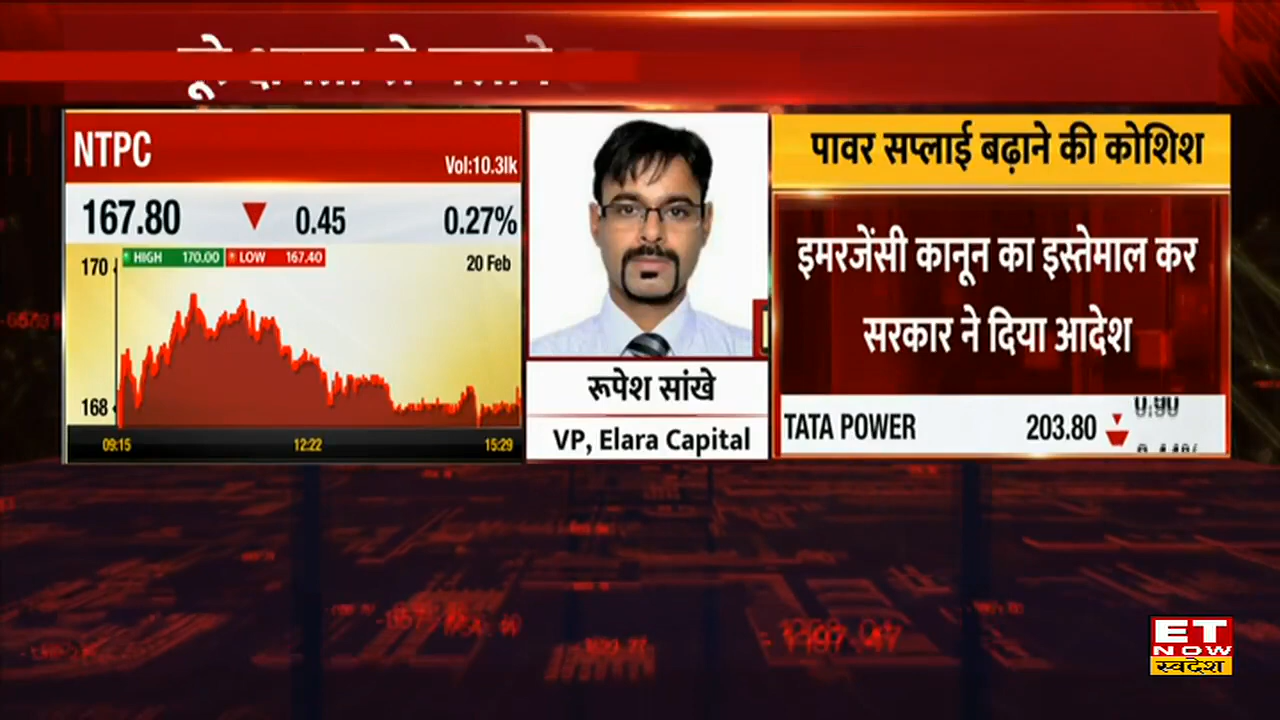 NTPC
Vol:10.3lk
167.80 ▼ 0.45 0.27%
HIGH 170.00 LOW 167.40
20 Feb
170
168
09:15 12:22 15:29
रूपेश सांखे
VP, Elara Capital
पावर सप्लाई बढ़ाने की कोशिश
इमरजेंसी कानून का इस्तेमाल कर
सरकार ने दिया आदेश
TATA POWER 203.80
ET
NOW
स्वदेश